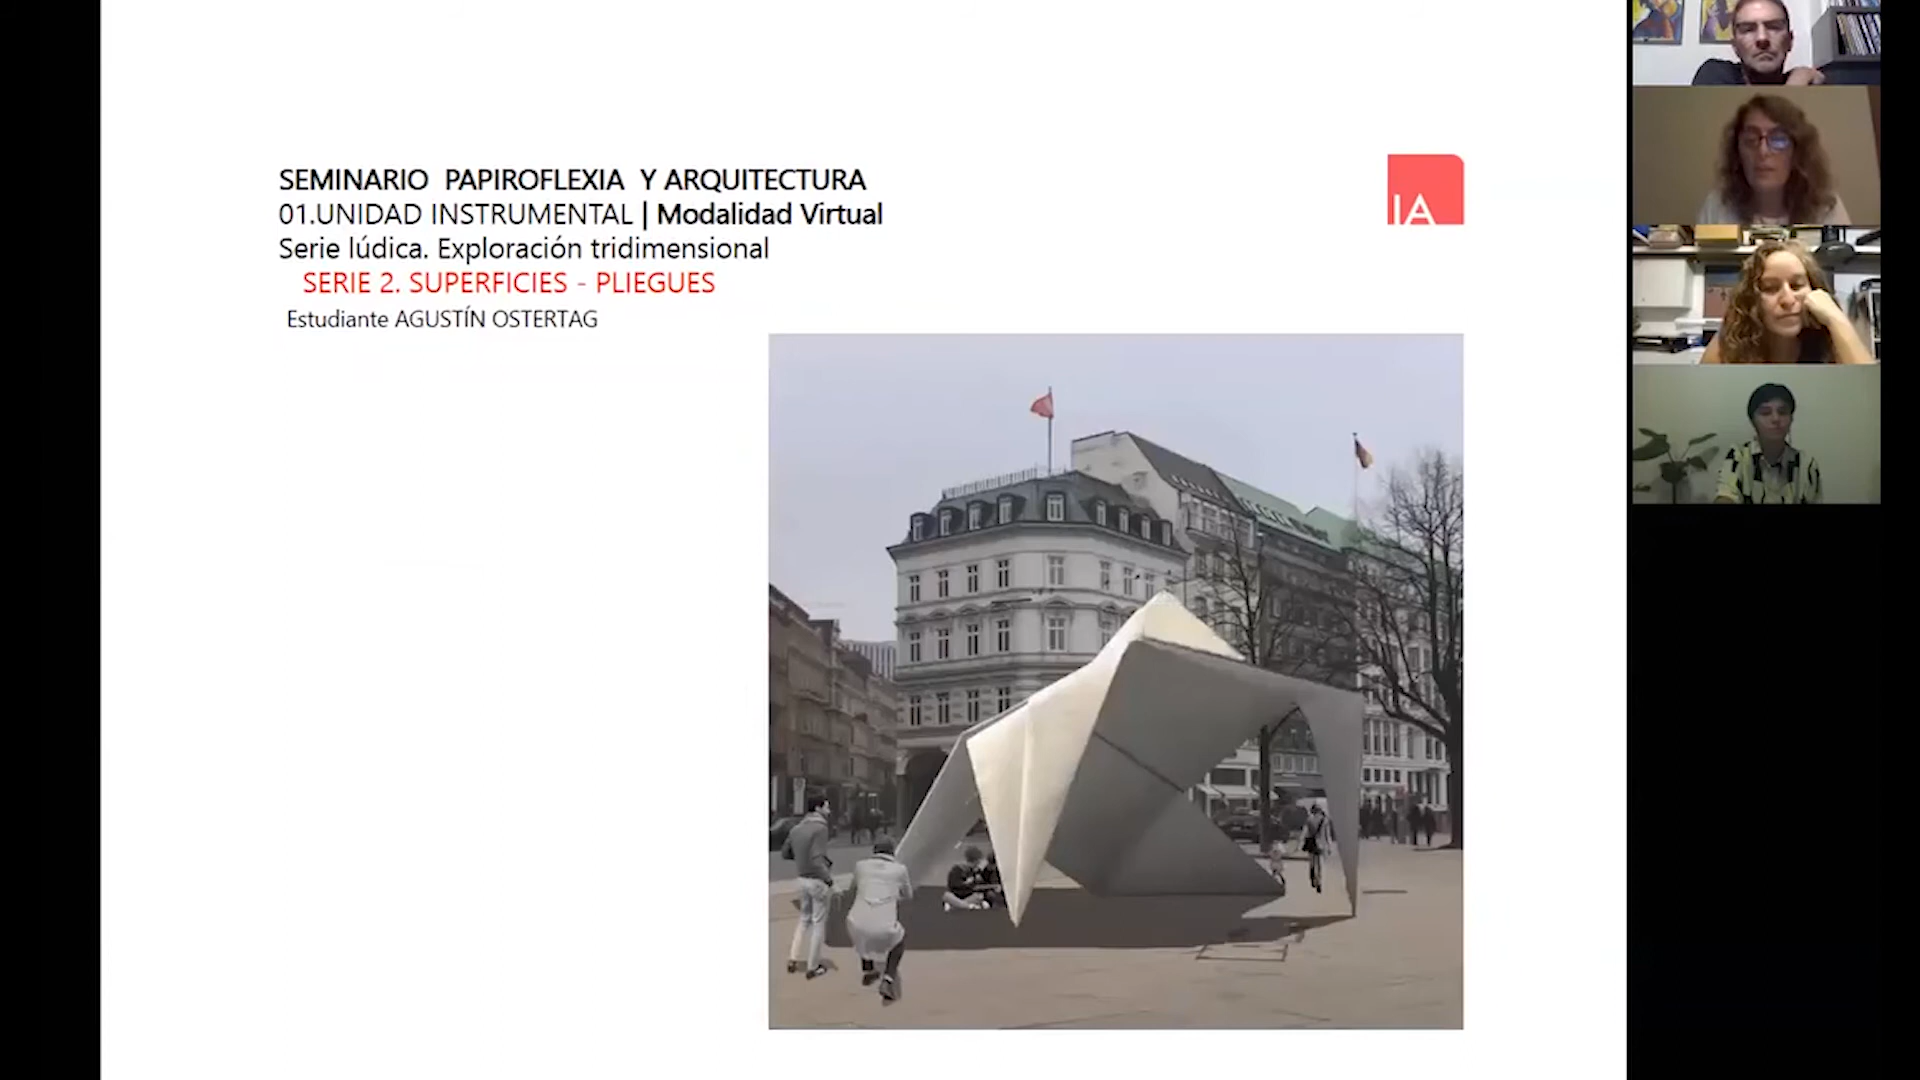 SEMINARIO PAPIROFLEXIA Y ARQUITECTURA
01.UNIDAD INSTRUMENTAL | Modalidad Virtual
Serie lúdica. Exploración tridimensional
SERIE 2. SUPERFICIES - PLIEGUES
Estudiante AGUSTÍN OSTERTAG
IA